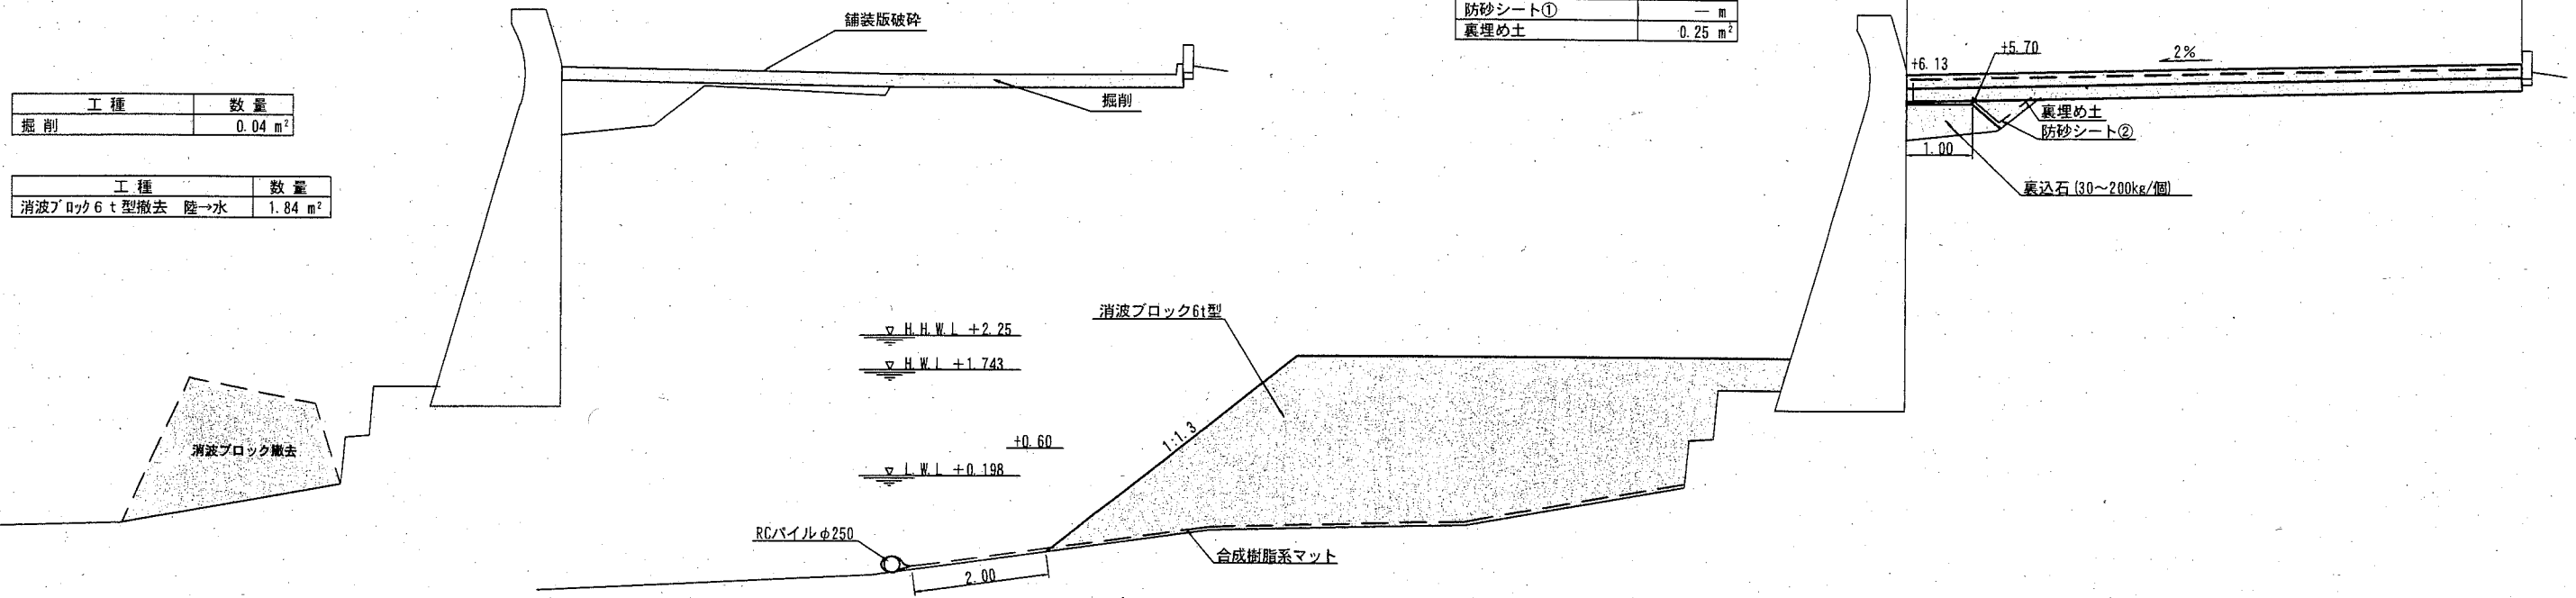 舗装版破砕
掘削
工種 数量
掘削 0.04 m²
工種 数量
消波ブロック6t型撤去 陸→水 1.84 m²
消波ブロック撤去
防砂シート① — m
裏埋め土 0.25 m²
+6.13
+5.70
2%
裏埋め土
防砂シート②
1.00
裏込石(30～200kg/個)
消波ブロック6t型
H.H.W.L +2.25
H.W.L +1.743
+0.60
L.W.L +0.198
1:1.3
RCパイルφ250
2.00
合成樹脂系マット